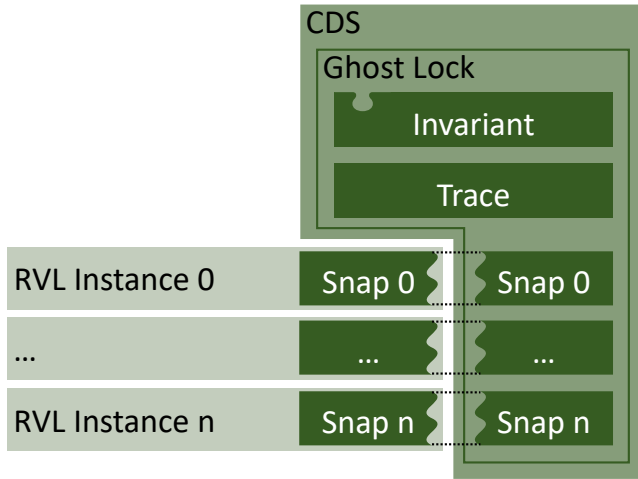 CDS
Ghost Lock
Invariant
Trace
RVL Instance 0 Snap 0 Snap 0
... ... ...
RVL Instance n Snap n Snap n